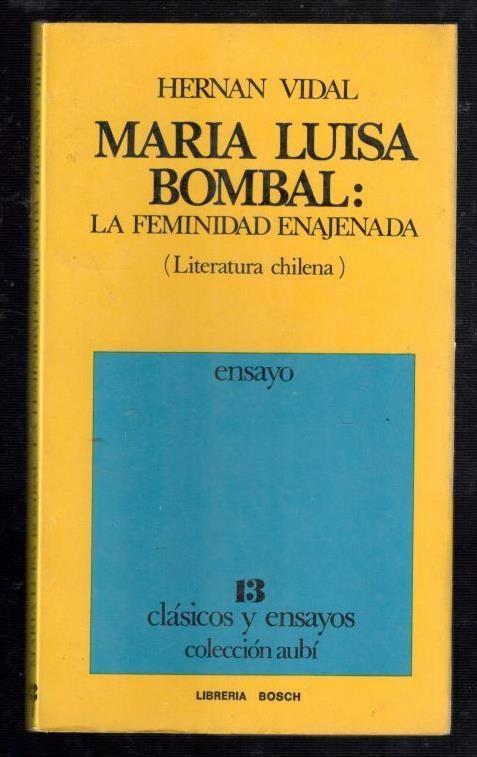 HERNAN VIDAL
MARIA LUISA
BOMBAL:
LA FEMINIDAD ENAJENADA
(Literatura chilena)
ensayo
13
clásicos y ensayos
colección aubí
LIBRERIA BOSCH